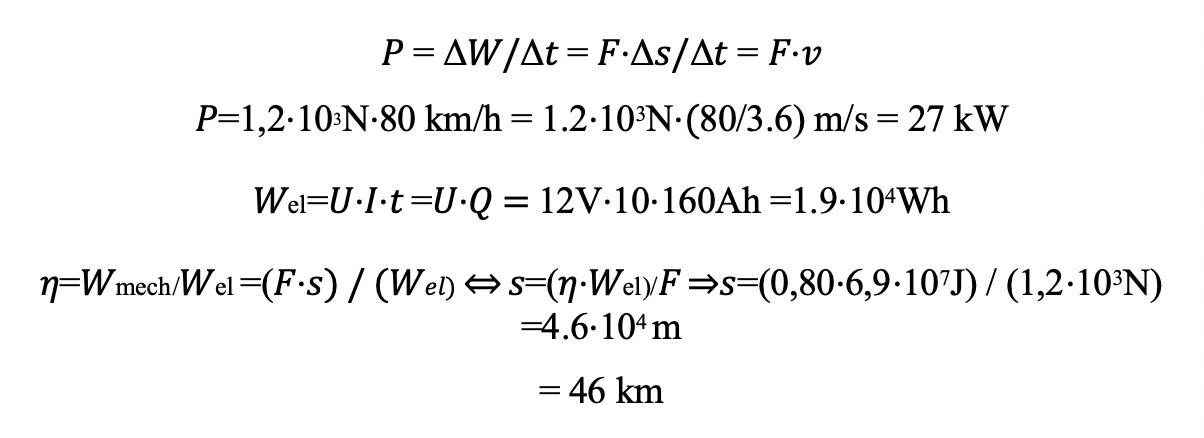 P = ΔW/Δt = F·Δs/Δt = F·v
P=1,2·10³N·80 km/h = 1.2·10³N·(80/3.6) m/s = 27 kW
Wel=U·I·t =U·Q = 12V·10·160Ah =1.9·10⁴Wh
η=Wmech/Wel =(F·s) / (Wel) ⇔ s=(η·Wel)/F ⇒s=(0,80·6,9·10⁷J) / (1,2·10³N)
=4.6·10⁴ m
= 46 km